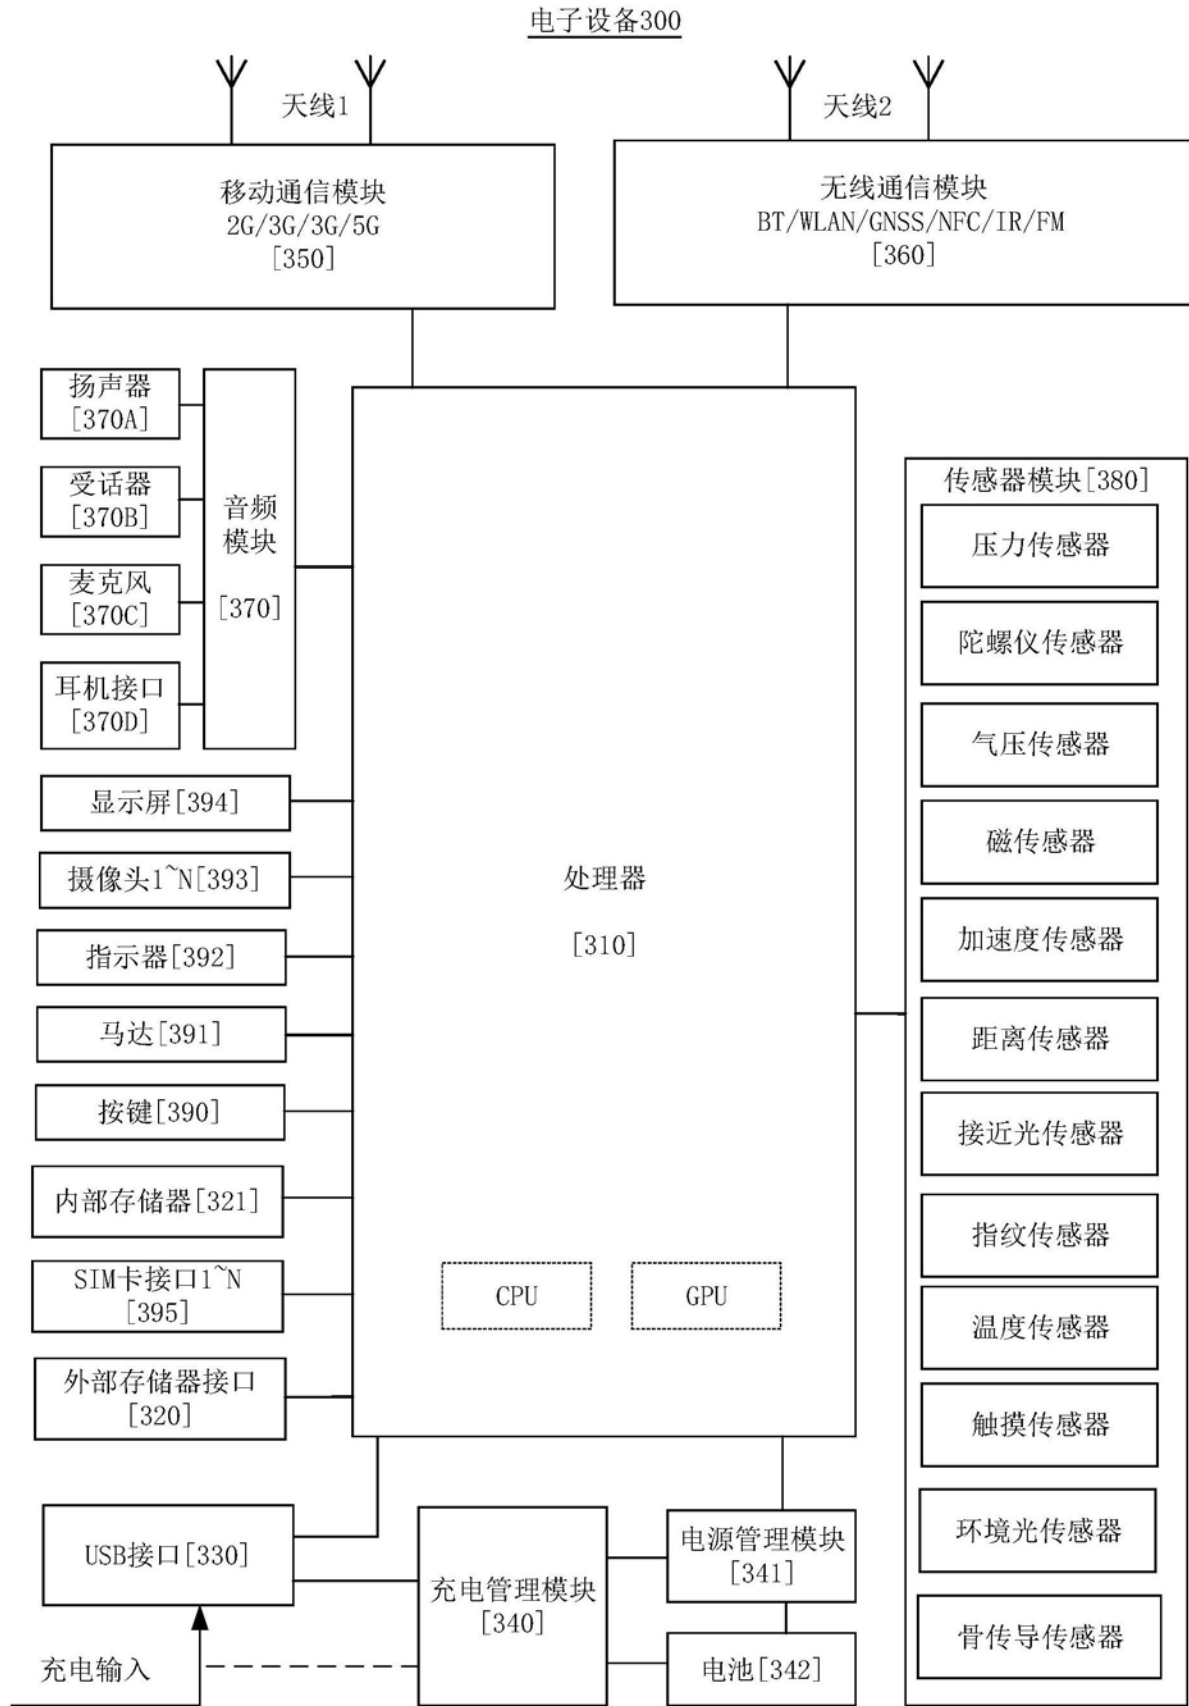 电子设备300
天线1
天线2
移动通信模块
2G/3G/3G/5G
[350]
无线通信模块
BT/WLAN/GNSS/NFC/IR/FM
[360]
扬声器
[370A]
受话器
[370B]
麦克风
[370C]
耳机接口
[370D]
音频
模块
[370]
显示屏[394]
摄像头1~N[393]
指示器[392]
马达[391]
按键[390]
内部存储器[321]
SIM卡接口1~N
[395]
外部存储器接口
[320]
处理器
[310]
CPU
GPU
传感器模块[380]
压力传感器
陀螺仪传感器
气压传感器
磁传感器
加速度传感器
距离传感器
接近光传感器
指纹传感器
温度传感器
触摸传感器
环境光传感器
骨传导传感器
USB接口[330]
充电输入
充电管理模块
[340]
电源管理模块
[341]
电池[342]